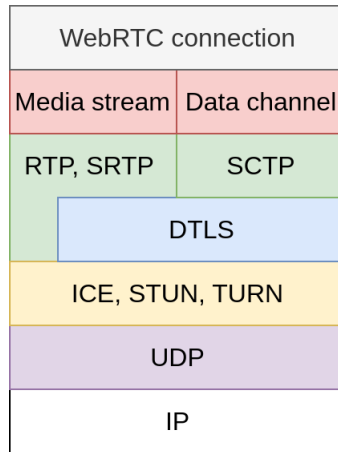 WebRTC connection
Media stream
Data channel
RTP, SRTP
SCTP
DTLS
ICE, STUN, TURN
UDP
IP